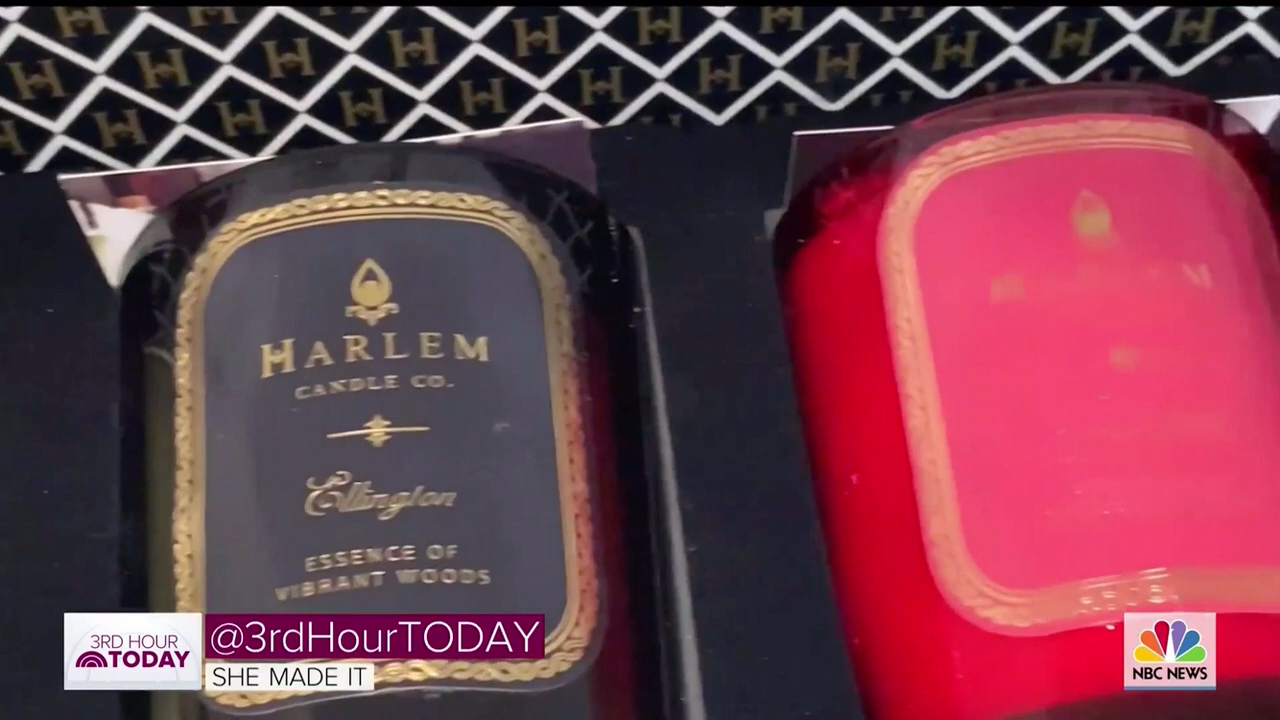 HARLEM
CANDLE CO.
Ellington
ESSENCE OF
VIBRANT WOODS
3RD HOUR
TODAY
@3rdHourTODAY
SHE MADE IT
NBC NEWS